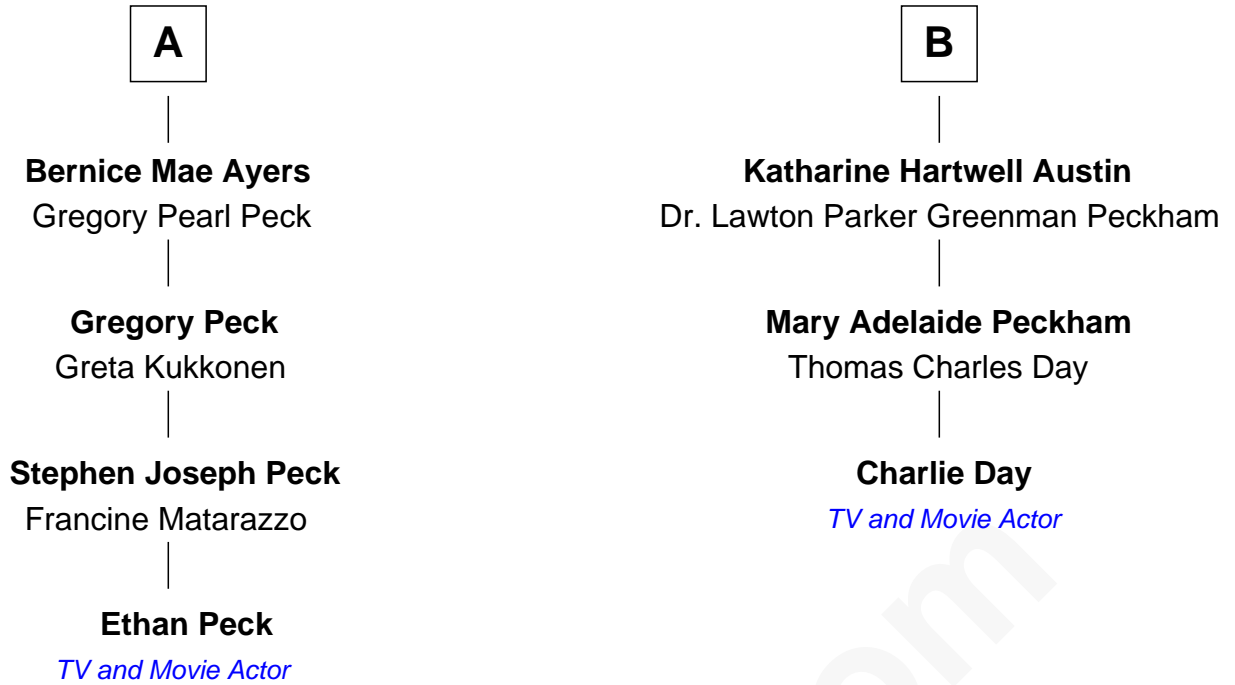 A
Bernice Mae Ayers
Gregory Pearl Peck
Gregory Peck
Greta Kukkonen
Stephen Joseph Peck
Francine Matarazzo
Ethan Peck
TV and Movie Actor
B
Katharine Hartwell Austin
Dr. Lawton Parker Greenman Peckham
Mary Adelaide Peckham
Thomas Charles Day
Charlie Day
TV and Movie Actor
om